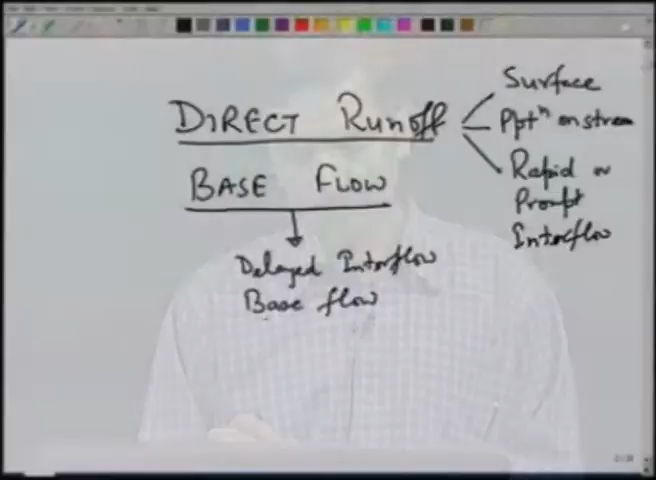 DIRECT Runoff
Surface
Pptⁿ on stream
Rapid or
Prompt
Interflow
BASE FLOW
Delayed Interflow
Base flow